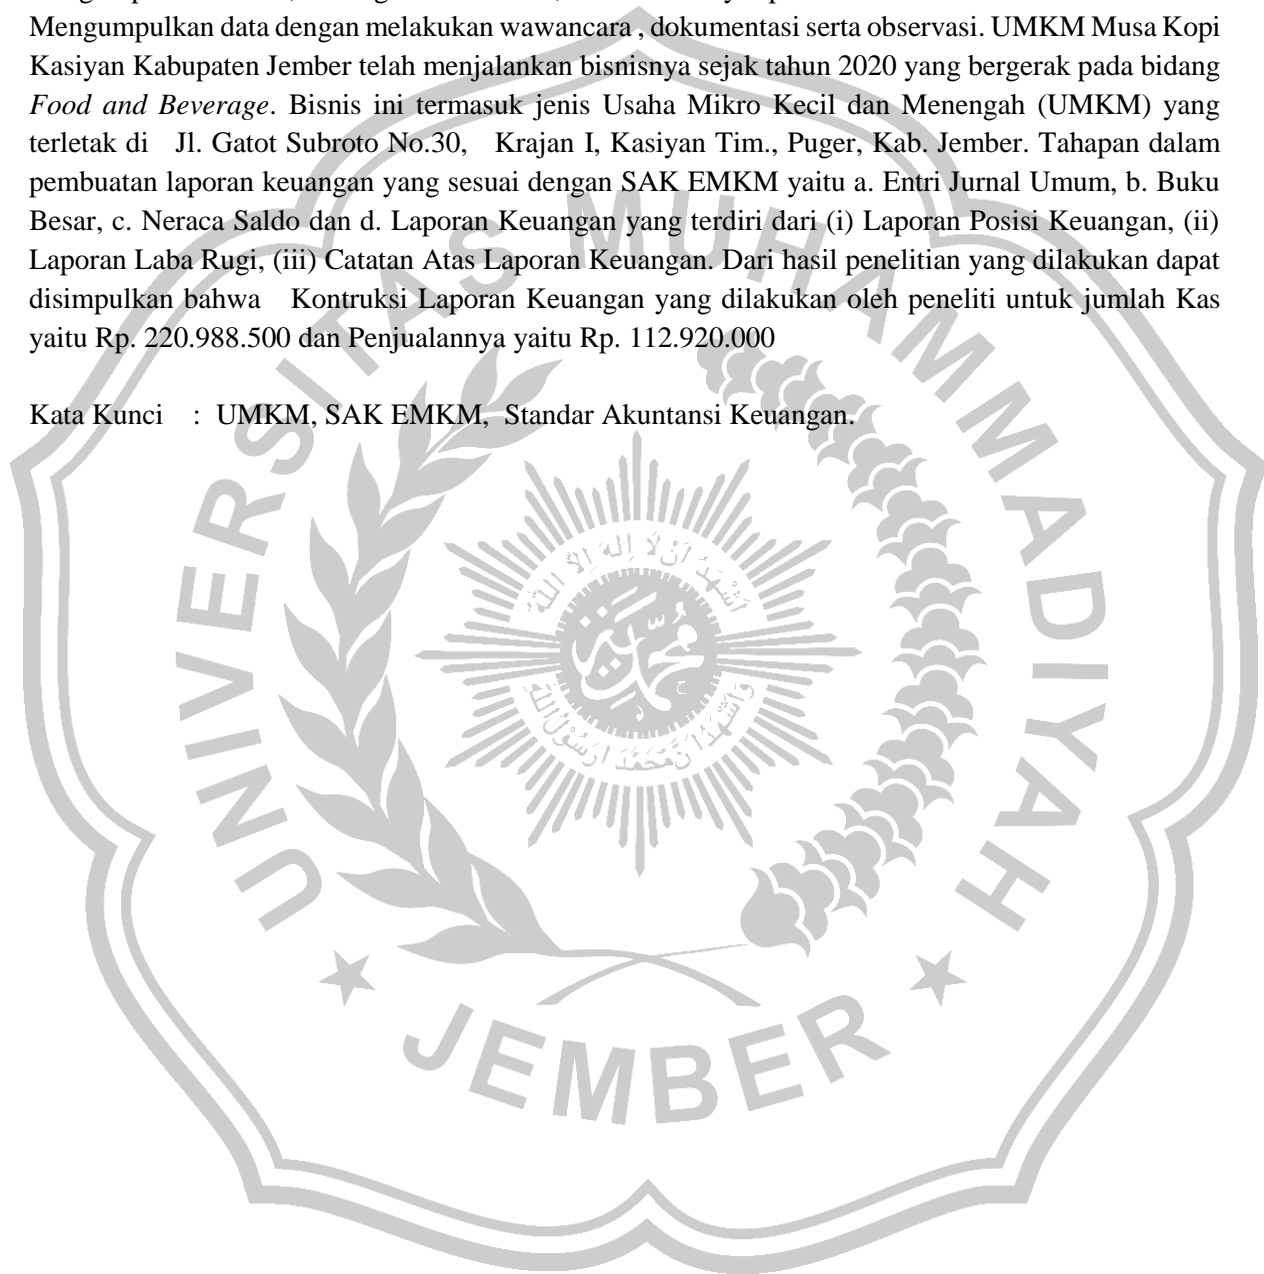 Mengumpulkan data dengan melakukan wawancara , dokumentasi serta observasi. UMKM Musa Kopi
Kasiyan Kabupaten Jember telah menjalankan bisnisnya sejak tahun 2020 yang bergerak pada bidang
Food and Beverage. Bisnis ini termasuk jenis Usaha Mikro Kecil dan Menengah (UMKM) yang
terletak di Jl. Gatot Subroto No.30, Krajan I, Kasiyan Tim., Puger, Kab. Jember. Tahapan dalam
pembuatan laporan keuangan yang sesuai dengan SAK EMKM yaitu a. Entri Jurnal Umum, b. Buku
Besar, c. Neraca Saldo dan d. Laporan Keuangan yang terdiri dari (i) Laporan Posisi Keuangan, (ii)
Laporan Laba Rugi, (iii) Catatan Atas Laporan Keuangan. Dari hasil penelitian yang dilakukan dapat
disimpulkan bahwa Kontruksi Laporan Keuangan yang dilakukan oleh peneliti untuk jumlah Kas
yaitu Rp. 220.988.500 dan Penjualannya yaitu Rp. 112.920.000
Kata Kunci : UMKM, SAK EMKM, Standar Akuntansi Keuangan.
UNIVERSITAS MUHAMMADIYAH
JEMBER